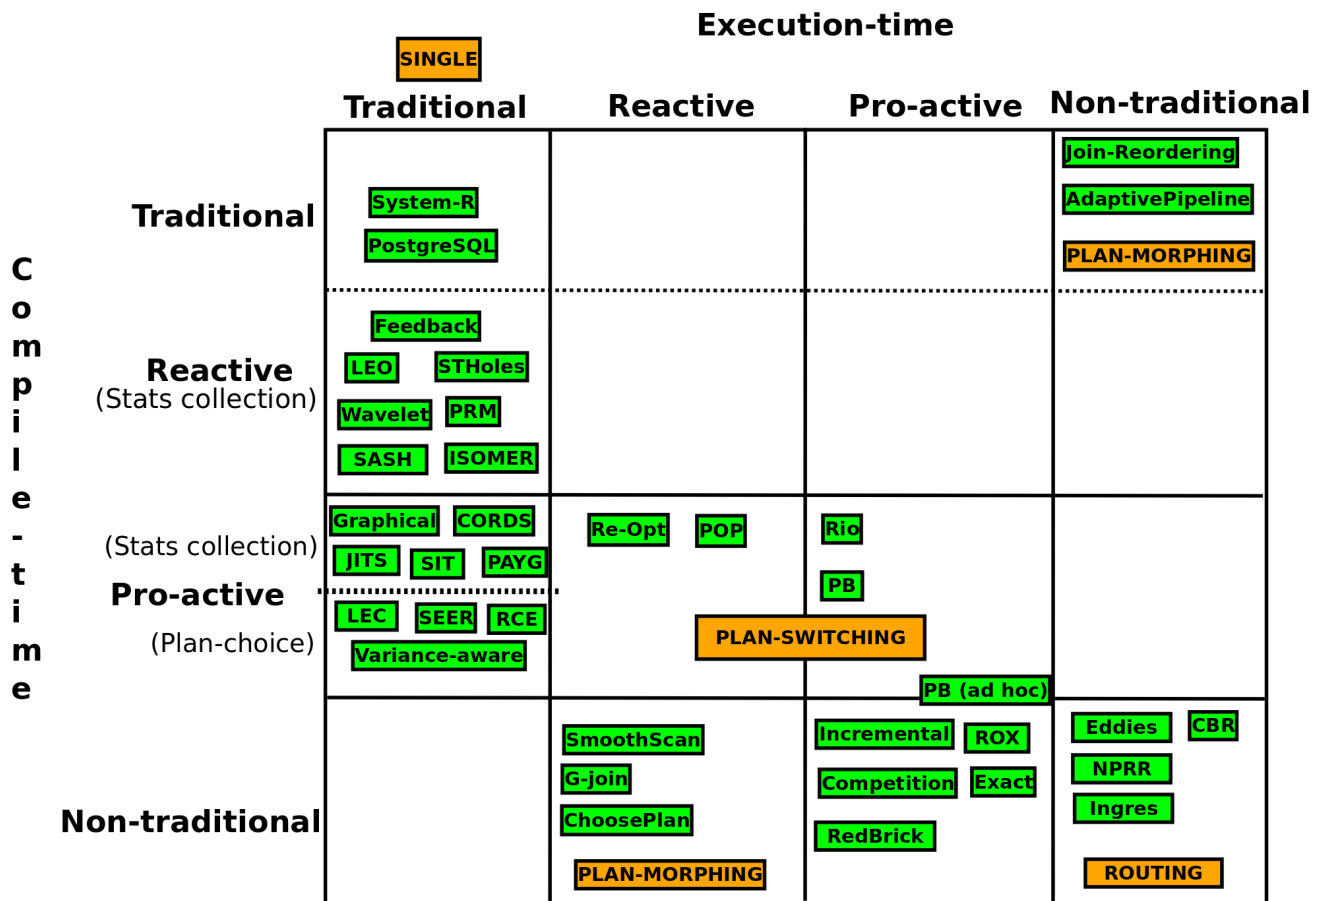 Execution-time
SINGLE
Traditional Reactive Pro-active Non-traditional
Compile-time
Traditional
System-R
PostgreSQL
Join-Reordering
AdaptivePipeline
PLAN-MORPHING
Reactive
(Stats collection)
Feedback
LEO STHoles
Wavelet PRM
SASH ISOMER
(Stats collection)
Pro-active
(Plan-choice)
Graphical CORDS
JITS SIT PAYG
LEC SEER RCE
Variance-aware
Re-Opt POP
Rio
PB
PLAN-SWITCHING
PB (ad hoc)
Non-traditional
SmoothScan
G-join
ChoosePlan
PLAN-MORPHING
Incremental ROX
Competition Exact
RedBrick
Eddies CBR
NPRR
Ingres
ROUTING